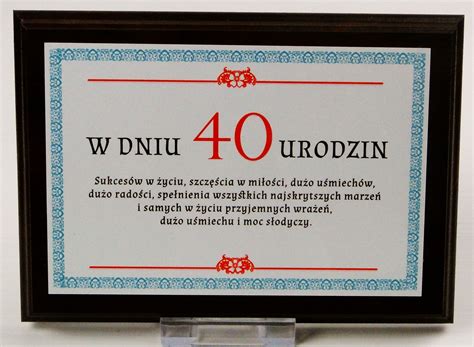 W DNIU 40 URODZIN
Sukcesów w życiu, szczęścia w miłości, dużo uśmiechów,
dużo radości, spełnienia wszystkich najskrytszych marzeń
i samych w życiu przyjemnych wrażeń,
dużo uśmiechu i moc słodyczy.